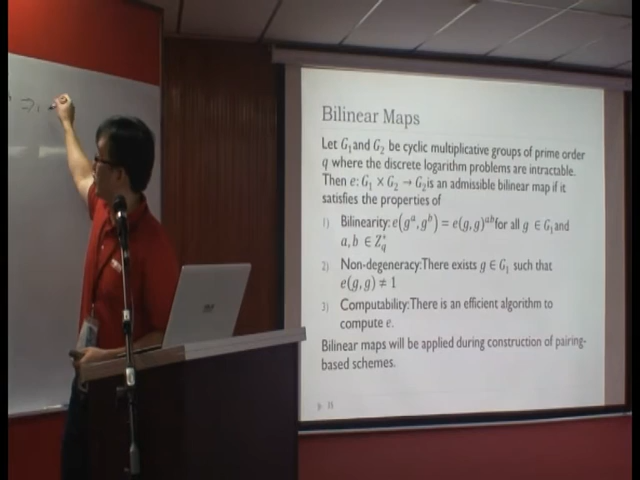 Bilinear Maps
Let G₁ and G₂ be cyclic multiplicative groups of prime order
q where the discrete logarithm problems are intractable.
Then e: G₁ × G₂ → G₂ is an admissible bilinear map if it
satisfies the properties of
1) Bilinearity: e(gᵃ, gᵇ) = e(g, g)ᵃᵇ for all g ∈ G₁ and
a, b ∈ Z*q
2) Non-degeneracy: There exists g ∈ G₁ such that
e(g, g) ≠ 1
3) Computability: There is an efficient algorithm to
compute e.
Bilinear maps will be applied during construction of pairing-
based schemes.